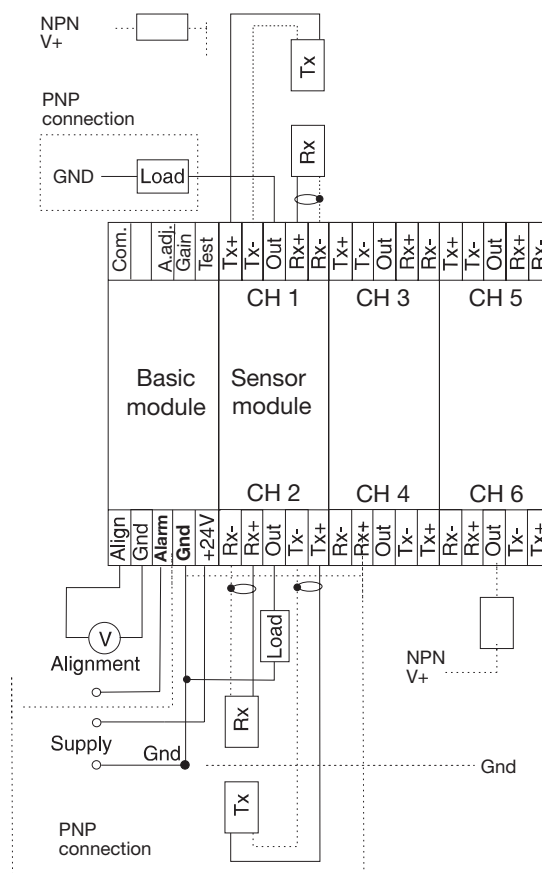 NPN
V+
PNP
connection
GND
Load
Tx
Rx
Com.
A.adj.
Gain
Test
Tx+
Tx-
Out
Rx+
Rx-
Tx+
Tx-
Out
Rx+
Rx-
Tx+
Tx-
Out
Rx+
Rx-
CH 1
CH 3
CH 5
Basic
module
Sensor
module
CH 2
CH 4
CH 6
Align
Gnd
Alarm
Gnd
+24V
Rx-
Rx+
Out
Tx-
Tx+
Rx-
Rx+
Out
Tx-
Tx+
Rx-
Rx+
Out
Tx-
Tx+
V
Alignment
Load
Rx
NPN
V+
Supply
Gnd
Gnd
Tx
PNP
connection